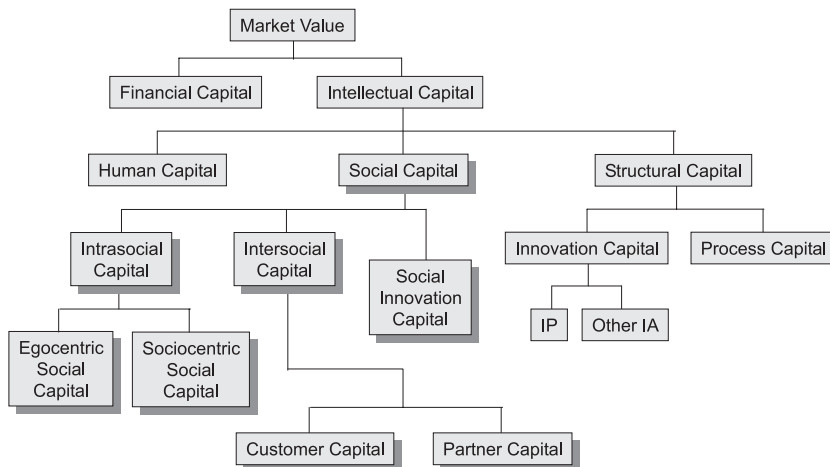 Market Value
Financial Capital
Intellectual Capital
Human Capital
Social Capital
Structural Capital
Intrasocial
Capital
Intersocial
Capital
Social
Innovation
Capital
Innovation Capital
Process Capital
IP
Other IA
Egocentric
Social
Capital
Sociocentric
Social
Capital
Customer Capital
Partner Capital